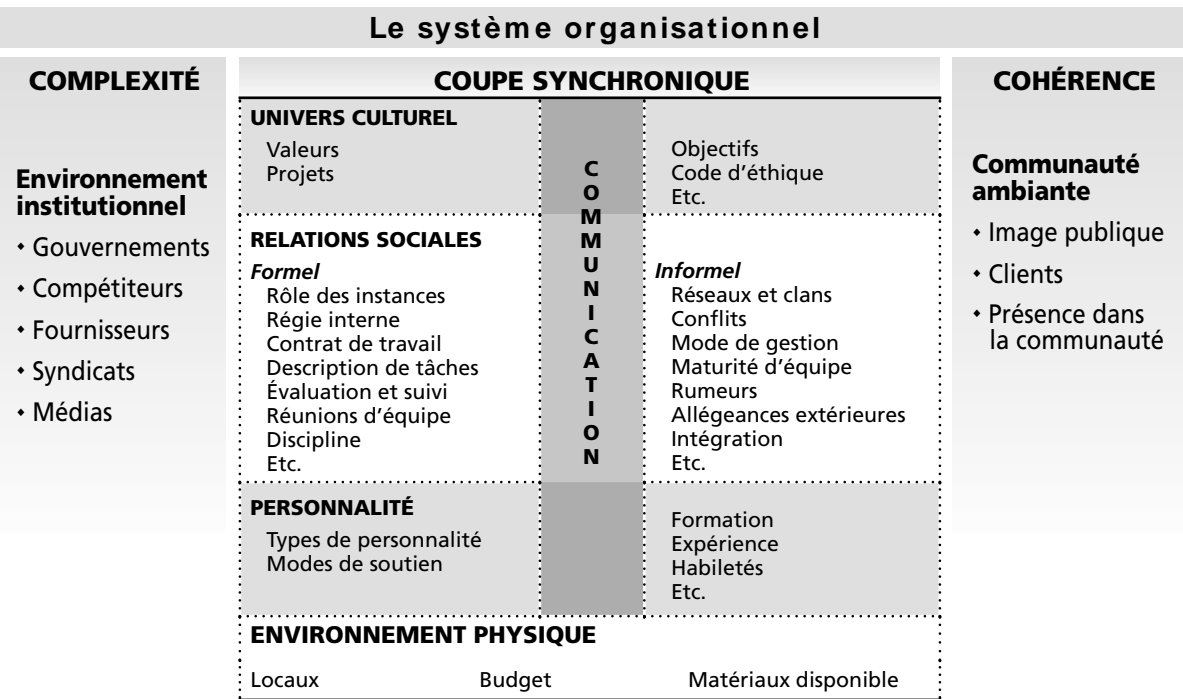 Le système organisationnel
COMPLEXITÉ
Environnement
institutionnel
• Gouvernements
• Compétiteurs
• Fournisseurs
• Syndicats
• Médias
COUPE SYNCHRONIQUE
UNIVERS CULTUREL
Valeurs
Projets
Objectifs
Code d'éthique
Etc.
COMMUNICATION
RELATIONS SOCIALES
Formel
Rôle des instances
Régie interne
Contrat de travail
Description de tâches
Évaluation et suivi
Réunions d'équipe
Discipline
Etc.
Informel
Réseaux et clans
Conflits
Mode de gestion
Maturité d'équipe
Rumeurs
Allégeances extérieures
Intégration
Etc.
PERSONNALITÉ
Types de personnalité
Modes de soutien
Formation
Expérience
Habiletés
Etc.
ENVIRONNEMENT PHYSIQUE
Locaux Budget Matériaux disponible
COHÉRENCE
Communauté
ambiante
• Image publique
• Clients
• Présence dans
la communauté